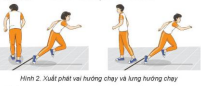 Hình 2. Xuất phát vai hướng chạy và lưng hướng chạy